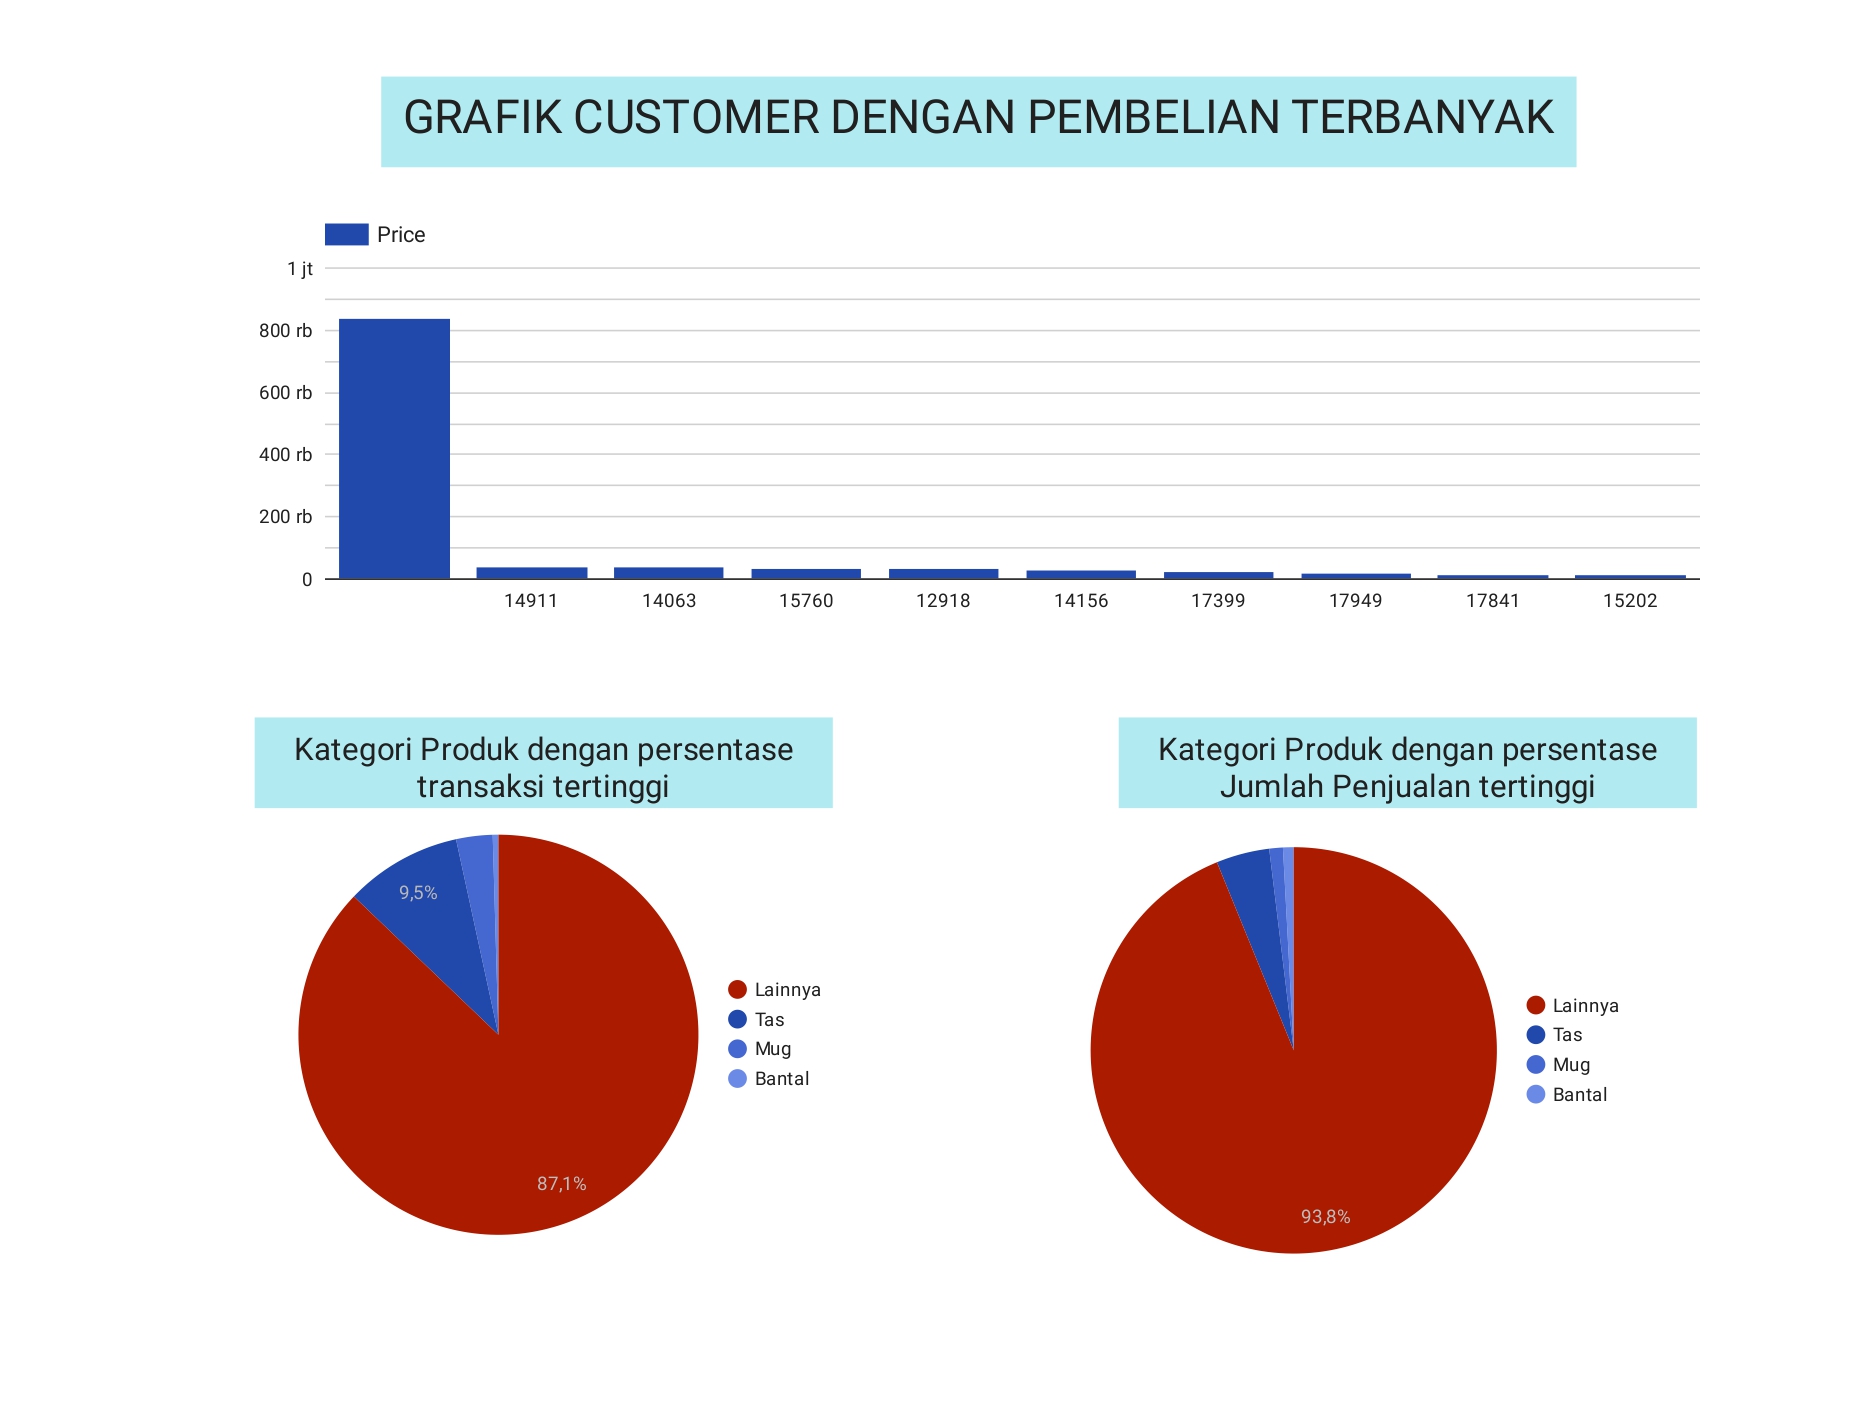 GRAFIK CUSTOMER DENGAN PEMBELIAN TERBANYAK
Price
1 jt
800 rb
600 rb
400 rb
200 rb
0
14911 14063 15760 12918 14156 17399 17949 17841 15202
Kategori Produk dengan persentase
transaksi tertinggi
9,5%
87,1%
Lainnya
Tas
Mug
Bantal
Kategori Produk dengan persentase
Jumlah Penjualan tertinggi
93,8%
Lainnya
Tas
Mug
Bantal